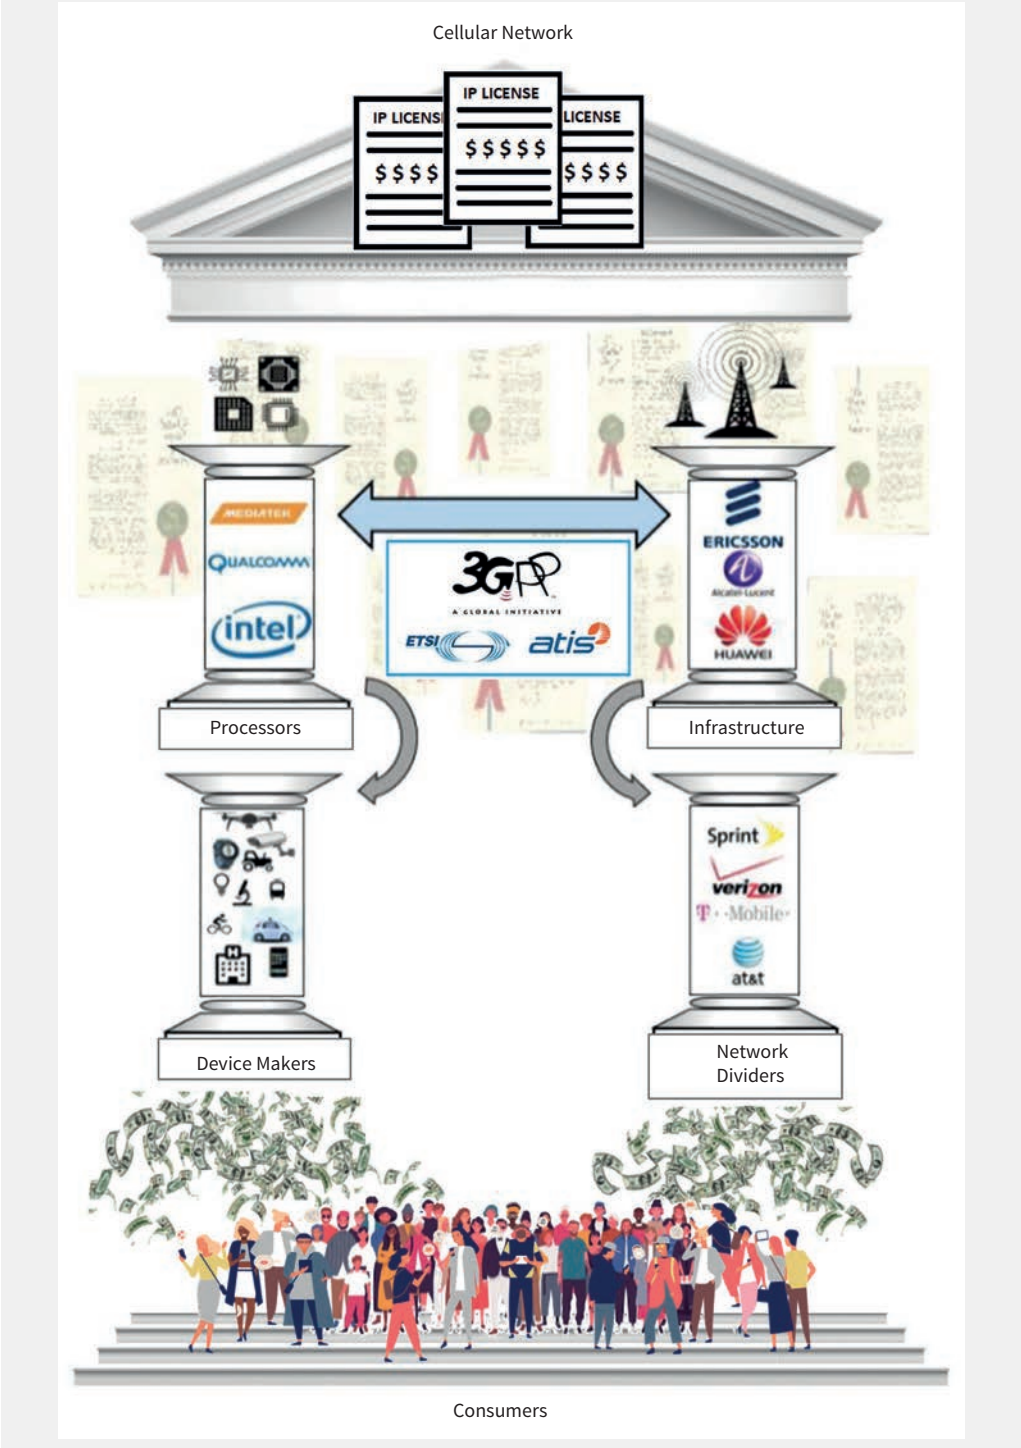 Cellular Network
IP LICENSE
IP LICENS
LICENSE
$ $ $ $ $
$ $ $ $
$ $ $ $
MEDIATEK
QUALCOMM
intel
3GPP
A GLOBAL INITIATIVE
ETSI
atis
ERICSSON
Alcatel-Lucent
HUAWEI
Processors
Infrastructure
Sprint
verizon
T··Mobile·
at&t
H
Device Makers
Network
Dividers
Consumers